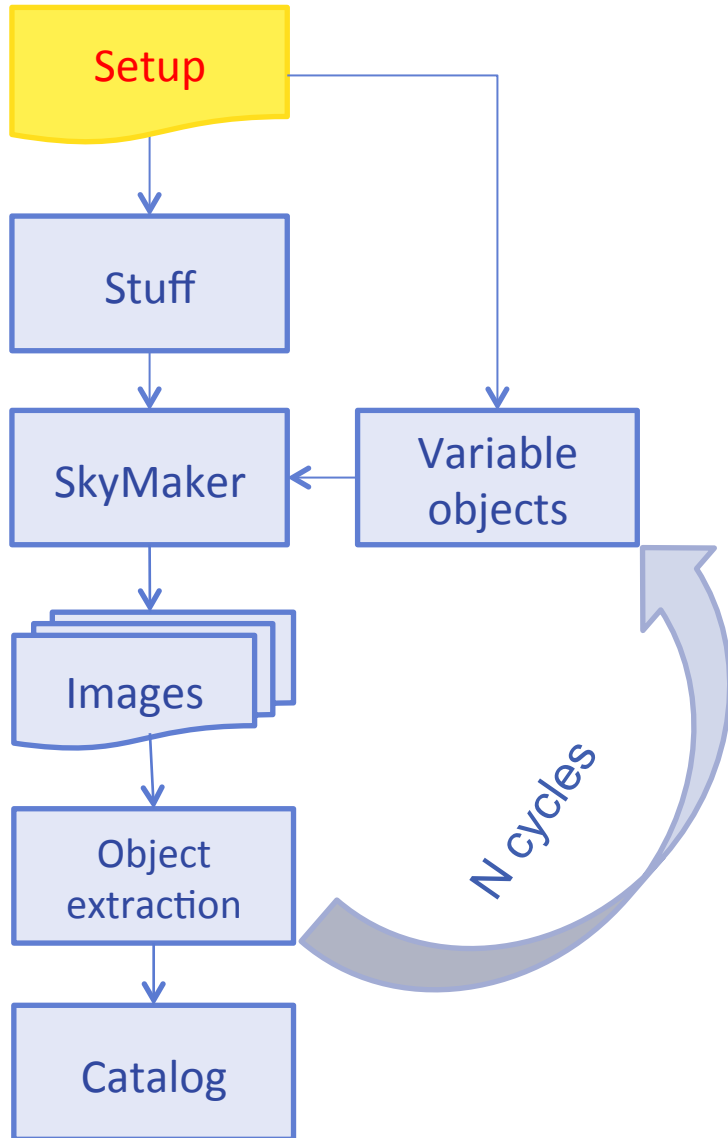 Setup
Stuff
SkyMaker
Variable
objects
Images
Object
extraction
N cycles
Catalog